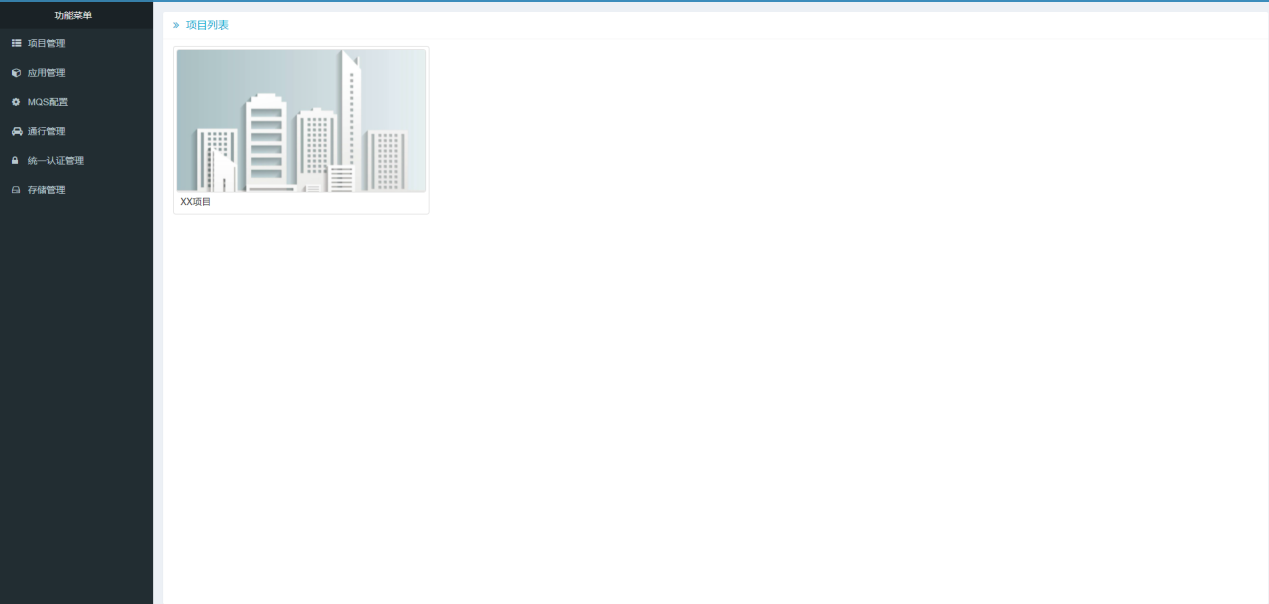 功能菜单
项目管理
应用管理
MQS配置
通行管理
统一认证管理
存储管理
» 项目列表
XX项目